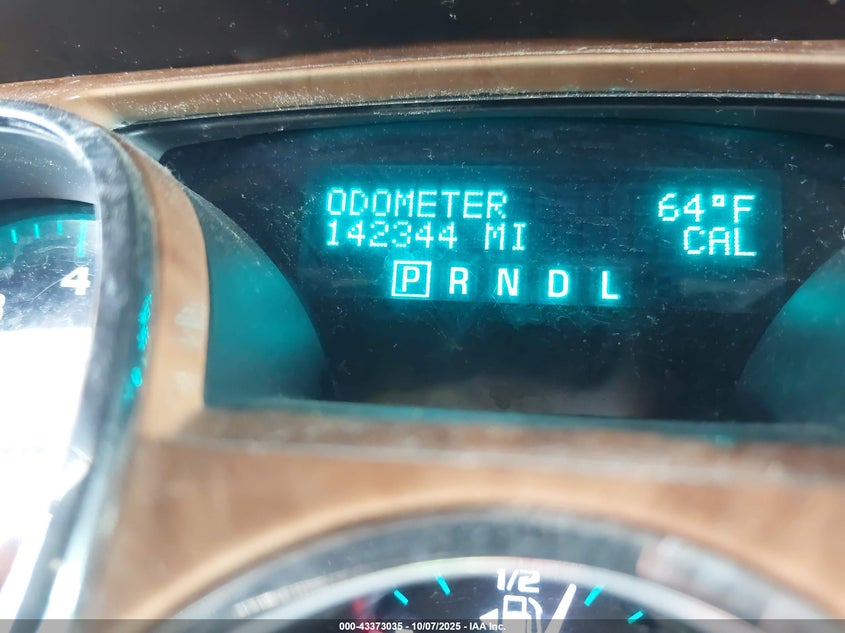 ODOMETER 64°F
142344 MI CAL
P R N D L
4
1/2
000-43373035 - 10/07/2025 - IAA Inc.